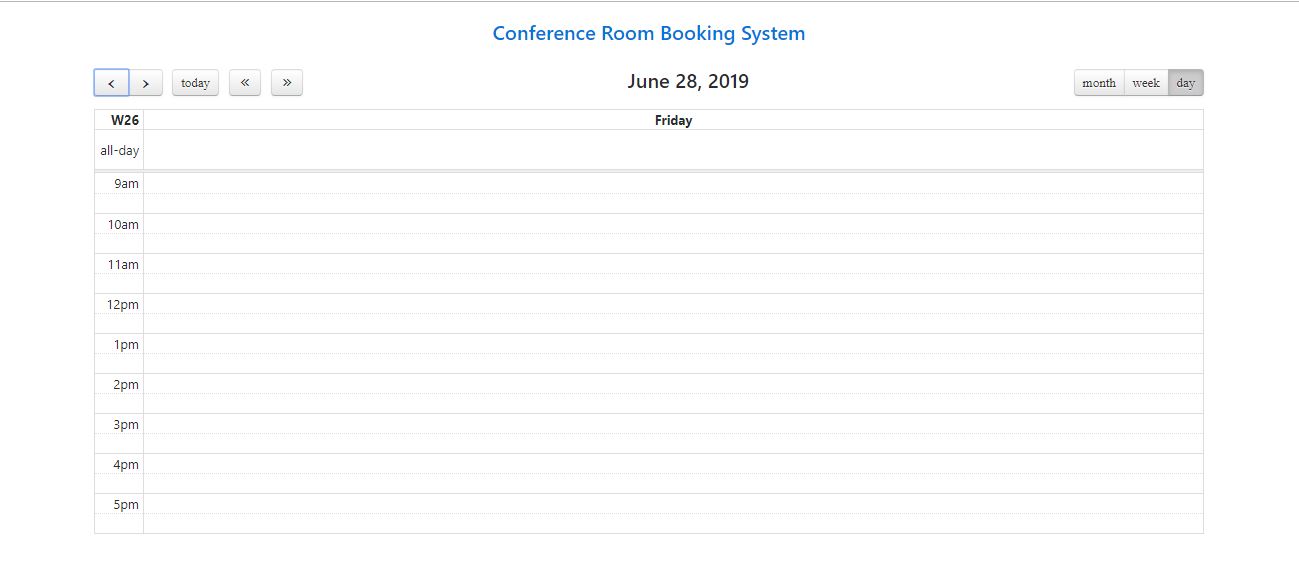 Conference Room Booking System
< > today « » June 28, 2019 month week day
W26 Friday
all-day
9am
10am
11am
12pm
1pm
2pm
3pm
4pm
5pm